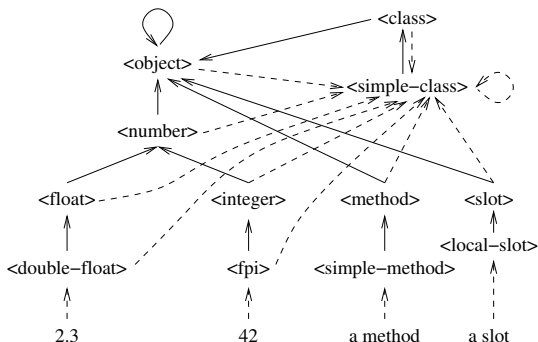 <class>
<object>
<simple−class>
<number>
<float> <integer> <method> <slot>
<local−slot>
<double−float> <fpi> <simple−method>
2.3 42 a method a slot